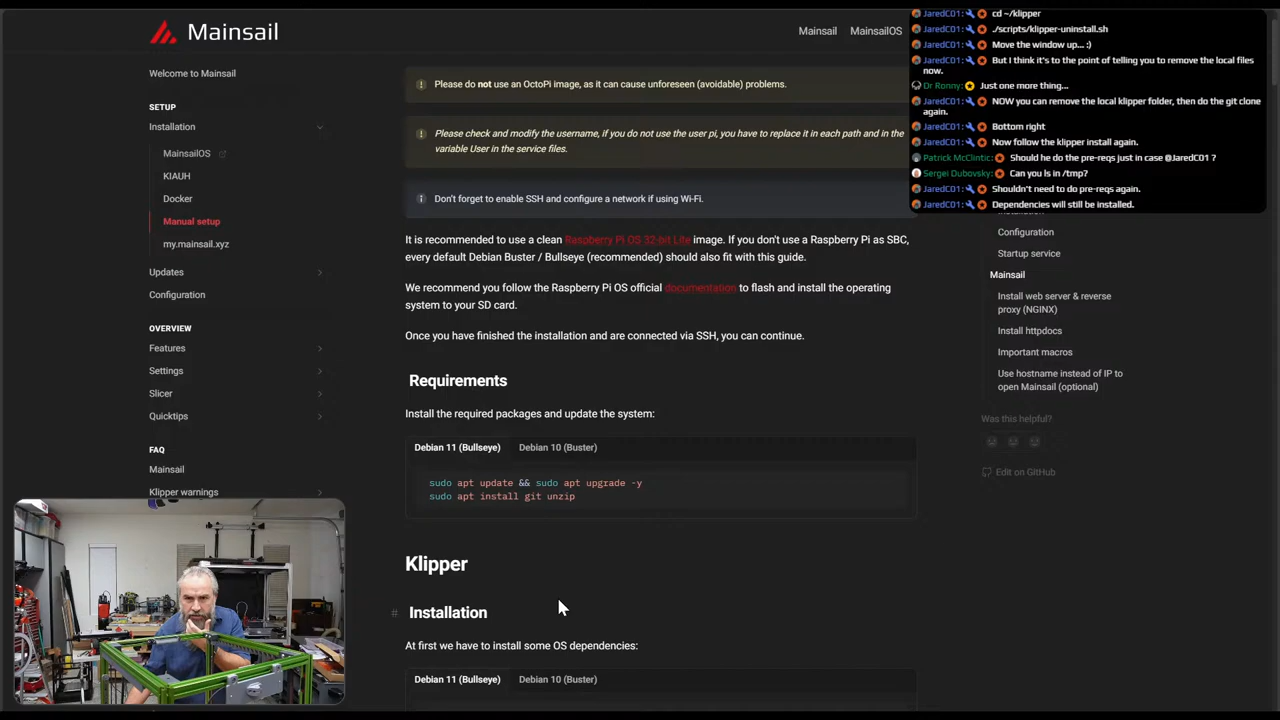 Mainsail
Mainsail
MainsailOS
Welcome to Mainsail
SETUP
Installation
MainsailOS
KIAUH
Docker
Manual setup
my.mainsail.xyz
Updates
Configuration
OVERVIEW
Features
Settings
Slicer
Quicktips
FAQ
Mainsail
Klipper warnings
Please do not use an OctoPi image, as it can cause unforeseen (avoidable) problems.
Please check and modify the username, if you do not use the user pi, you have to replace it in each path and in the
variable User in the service files.
Don't forget to enable SSH and configure a network if using Wi-Fi.
It is recommended to use a clean Raspberry Pi OS 32-bit Lite image. If you don't use a Raspberry Pi as SBC,
every default Debian Buster / Bullseye (recommended) should also fit with this guide.
We recommend you follow the Raspberry Pi OS official documentation to flash and install the operating
system to your SD card.
Once you have finished the installation and are connected via SSH, you can continue.
Requirements
Install the required packages and update the system:
Debian 11 (Bullseye)
Debian 10 (Buster)
sudo apt update && sudo apt upgrade -y
sudo apt install git unzip
Klipper
# Installation
At first we have to install some OS dependencies:
Debian 11 (Bullseye)
Debian 10 (Buster)
JaredC01: cd ~/klipper
JaredC01: ./scripts/klipper-uninstall.sh
JaredC01: Move the window up... :)
JaredC01: But I think it's to the point of telling you to remove the local files
now.
Dr Ronny: Just one more thing...
JaredC01: NOW you can remove the local klipper folder, then do the git clone
again.
JaredC01: Bottom right
JaredC01: Now follow the klipper install again.
Patrick McClintic: Should he do the pre-reqs just in case @JaredC01 ?
Sergei Dubovsky: Can you ls in /tmp?
JaredC01: Shouldn't need to do pre-reqs again.
JaredC01: Dependencies will still be installed.
Installation
Configuration
Startup service
Mainsail
Install web server & reverse
proxy (NGINX)
Install httpdocs
Important macros
Use hostname instead of IP to
open Mainsail (optional)
Was this helpful?
Edit on GitHub